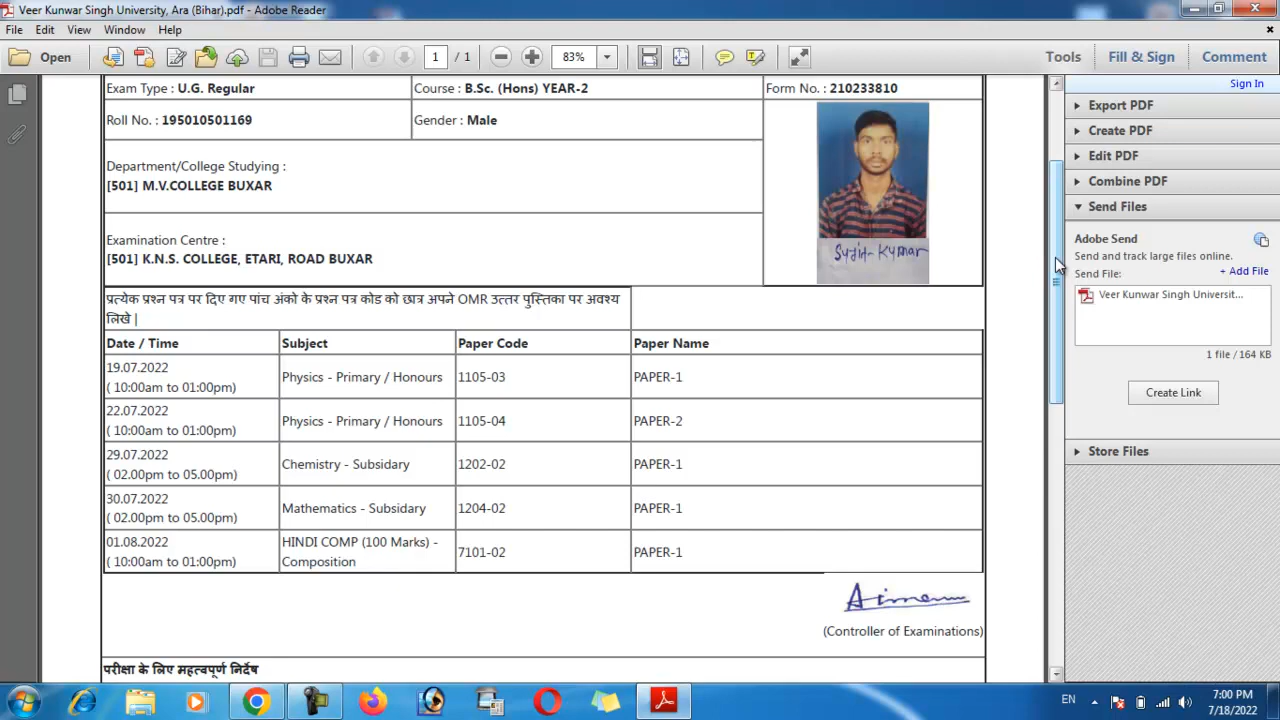 Veer Kunwar Singh University, Ara (Bihar).pdf - Adobe Reader
File Edit View Window Help
Open 1 / 1 83% Tools Fill & Sign Comment
Sign In
Exam Type : U.G. Regular Course : B.Sc. (Hons) YEAR-2 Form No. : 210233810
Roll No. : 195010501169 Gender : Male
Department/College Studying :
[501] M.V.COLLEGE BUXAR
Examination Centre :
[501] K.N.S. COLLEGE, ETARI, ROAD BUXAR
Sujit Kumar
प्रत्येक प्रश्न पत्र पर दिए गए पांच अंको के प्रश्न पत्र कोड को छात्र अपने OMR उत्तर पुस्तिका पर अवश्य
लिखे |
Date / Time Subject Paper Code Paper Name
19.07.2022
( 10:00am to 01:00pm) Physics - Primary / Honours 1105-03 PAPER-1
22.07.2022
( 10:00am to 01:00pm) Physics - Primary / Honours 1105-04 PAPER-2
29.07.2022
( 02.00pm to 05.00pm) Chemistry - Subsidary 1202-02 PAPER-1
30.07.2022
( 02.00pm to 05.00pm) Mathematics - Subsidary 1204-02 PAPER-1
01.08.2022 HINDI COMP (100 Marks) -
( 10:00am to 01:00pm) Composition 7101-02 PAPER-1
(Controller of Examinations)
परीक्षा के लिए महत्वपूर्ण निर्देष
Export PDF
Create PDF
Edit PDF
Combine PDF
Send Files
Adobe Send
Send and track large files online.
Send File: + Add File
Veer Kunwar Singh Universit...
1 file / 164 KB
Create Link
Store Files
EN 7:00 PM
7/18/2022